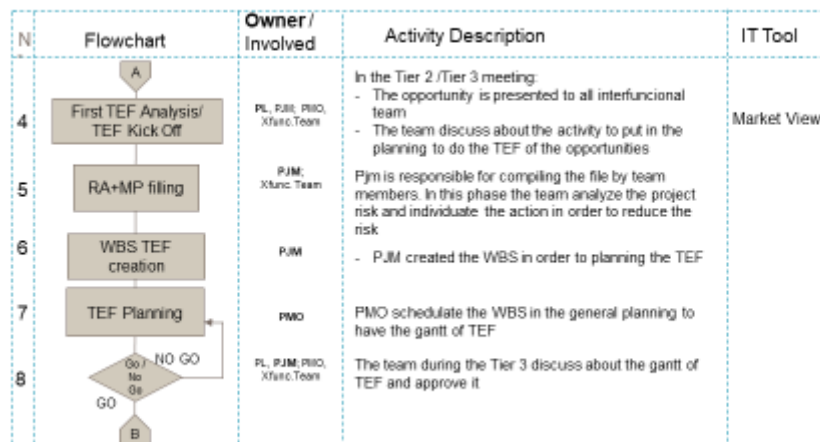 N
Flowchart
Owner /
Involved
Activity Description
IT Tool
A
4
First TEF Analysis/
TEF Kick Off
PL, PJM; PMO,
Xfunc.Team
In the Tier 2 /Tier 3 meeting:
- The opportunity is presented to all interfuncional
team
- The team discuss about the activity to put in the
planning to do the TEF of the opportunities
Market View
5
RA+MP filling
PJM;
Xfunc. Team
Pjm is responsible for compiling the file by team
members. In this phase the team analyze the project
risk and individuate the action in order to reduce the
risk
6
WBS TEF
creation
PJM
- PJM created the WBS in order to planning the TEF
7
TEF Planning
PMO
PMO schedulate the WBS in the general planning to
have the gantt of TEF
8
Go /
No
Go
NO GO
GO
PL, PJM; PMO,
Xfunc.Team
The team during the Tier 3 discuss about the gantt of
TEF and approve it
B